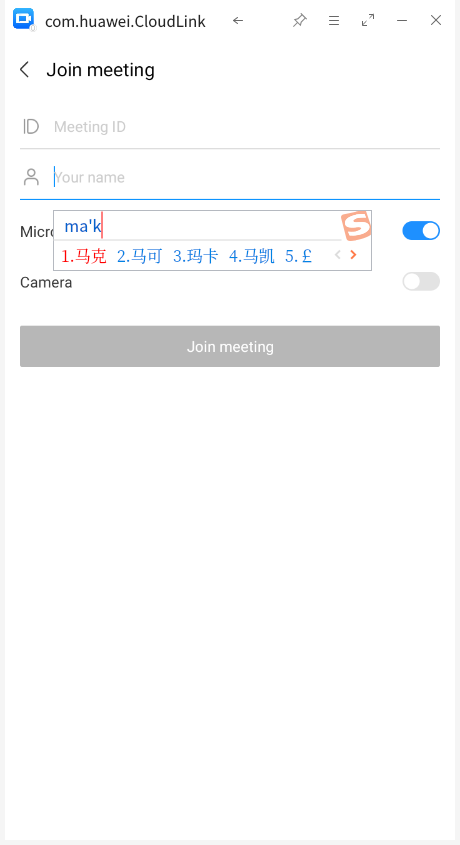 com.huawei.CloudLink
Join meeting
Meeting ID
Your name
ma'k
Micro
1.马克 2.马可 3.玛卡 4.马凯 5.£
Camera
Join meeting